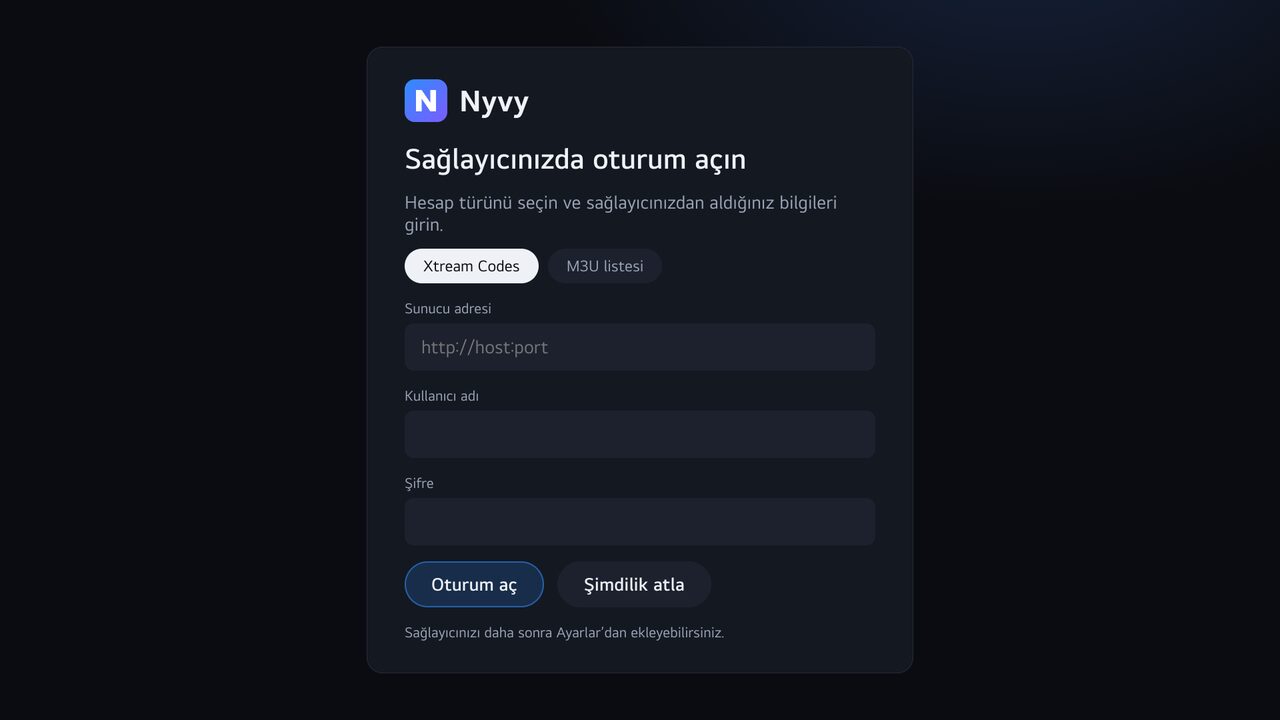 N Nyvy
Sağlayıcınızda oturum açın
Hesap türünü seçin ve sağlayıcınızdan aldığınız bilgileri
girin.
Xtream Codes M3U listesi
Sunucu adresi
http://host:port
Kullanıcı adı
Şifre
Oturum aç Şimdilik atla
Sağlayıcınızı daha sonra Ayarlar’dan ekleyebilirsiniz.